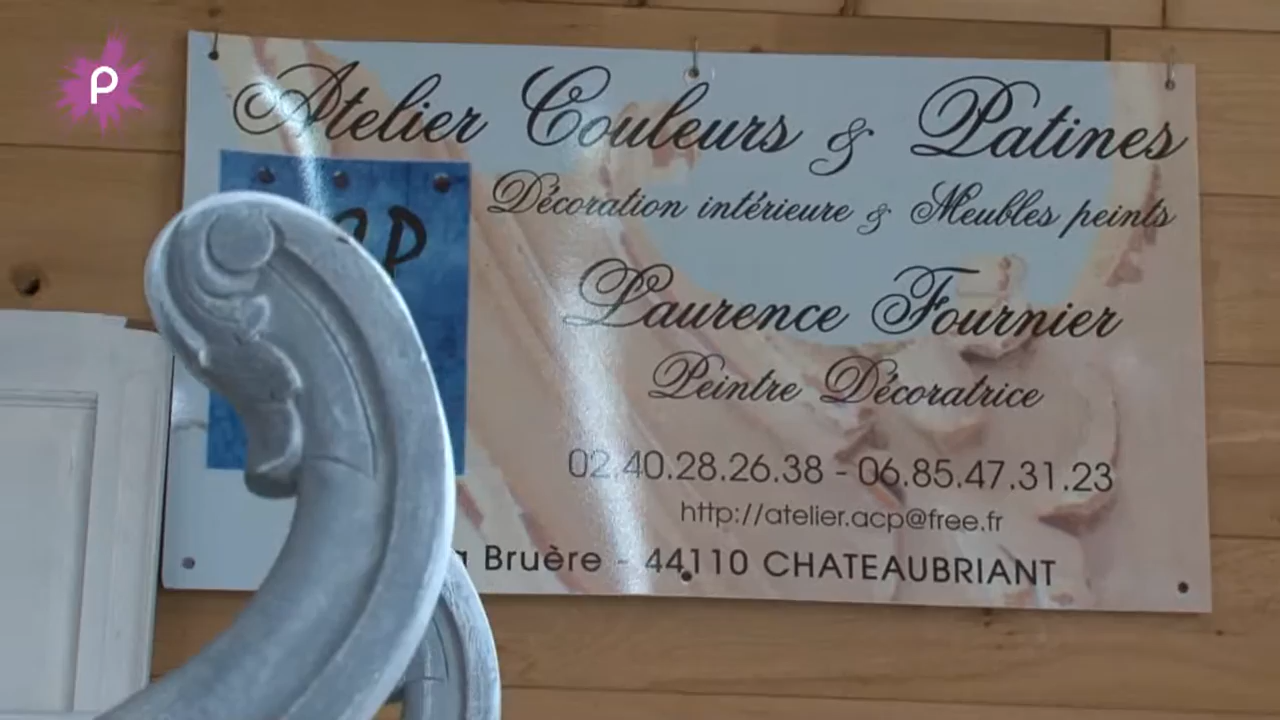 P
Atelier Couleurs & Patines
Décoration intérieure & Meubles peints
CP
Laurence Fournier
Peintre Décoratrice
02.40.28.26.38 - 06.85.47.31.23
http://atelier.acp@free.fr
Bruère - 44110 CHATEAUBRIANT